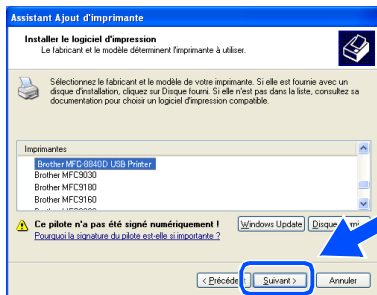 Assistant Ajout d'imprimante
Installer le logiciel d'impression
Le fabricant et le modèle déterminent l'imprimante à utiliser.
Sélectionnez le fabricant et le modèle de votre imprimante. Si elle est fournie avec un
disque d'installation, cliquez sur Disque fourni. Si elle n'est pas dans la liste, consultez sa
documentation pour choisir un logiciel d'impression compatible.
Imprimantes
Brother MFC-8840D USB Printer
Brother MFC9030
Brother MFC9180
Brother MFC9160
Ce pilote n'a pas été signé numériquement !
Windows Update
Disque
Pourquoi la signature du pilote est-elle si importante ?
< Précéde
Suivant >
Annuler